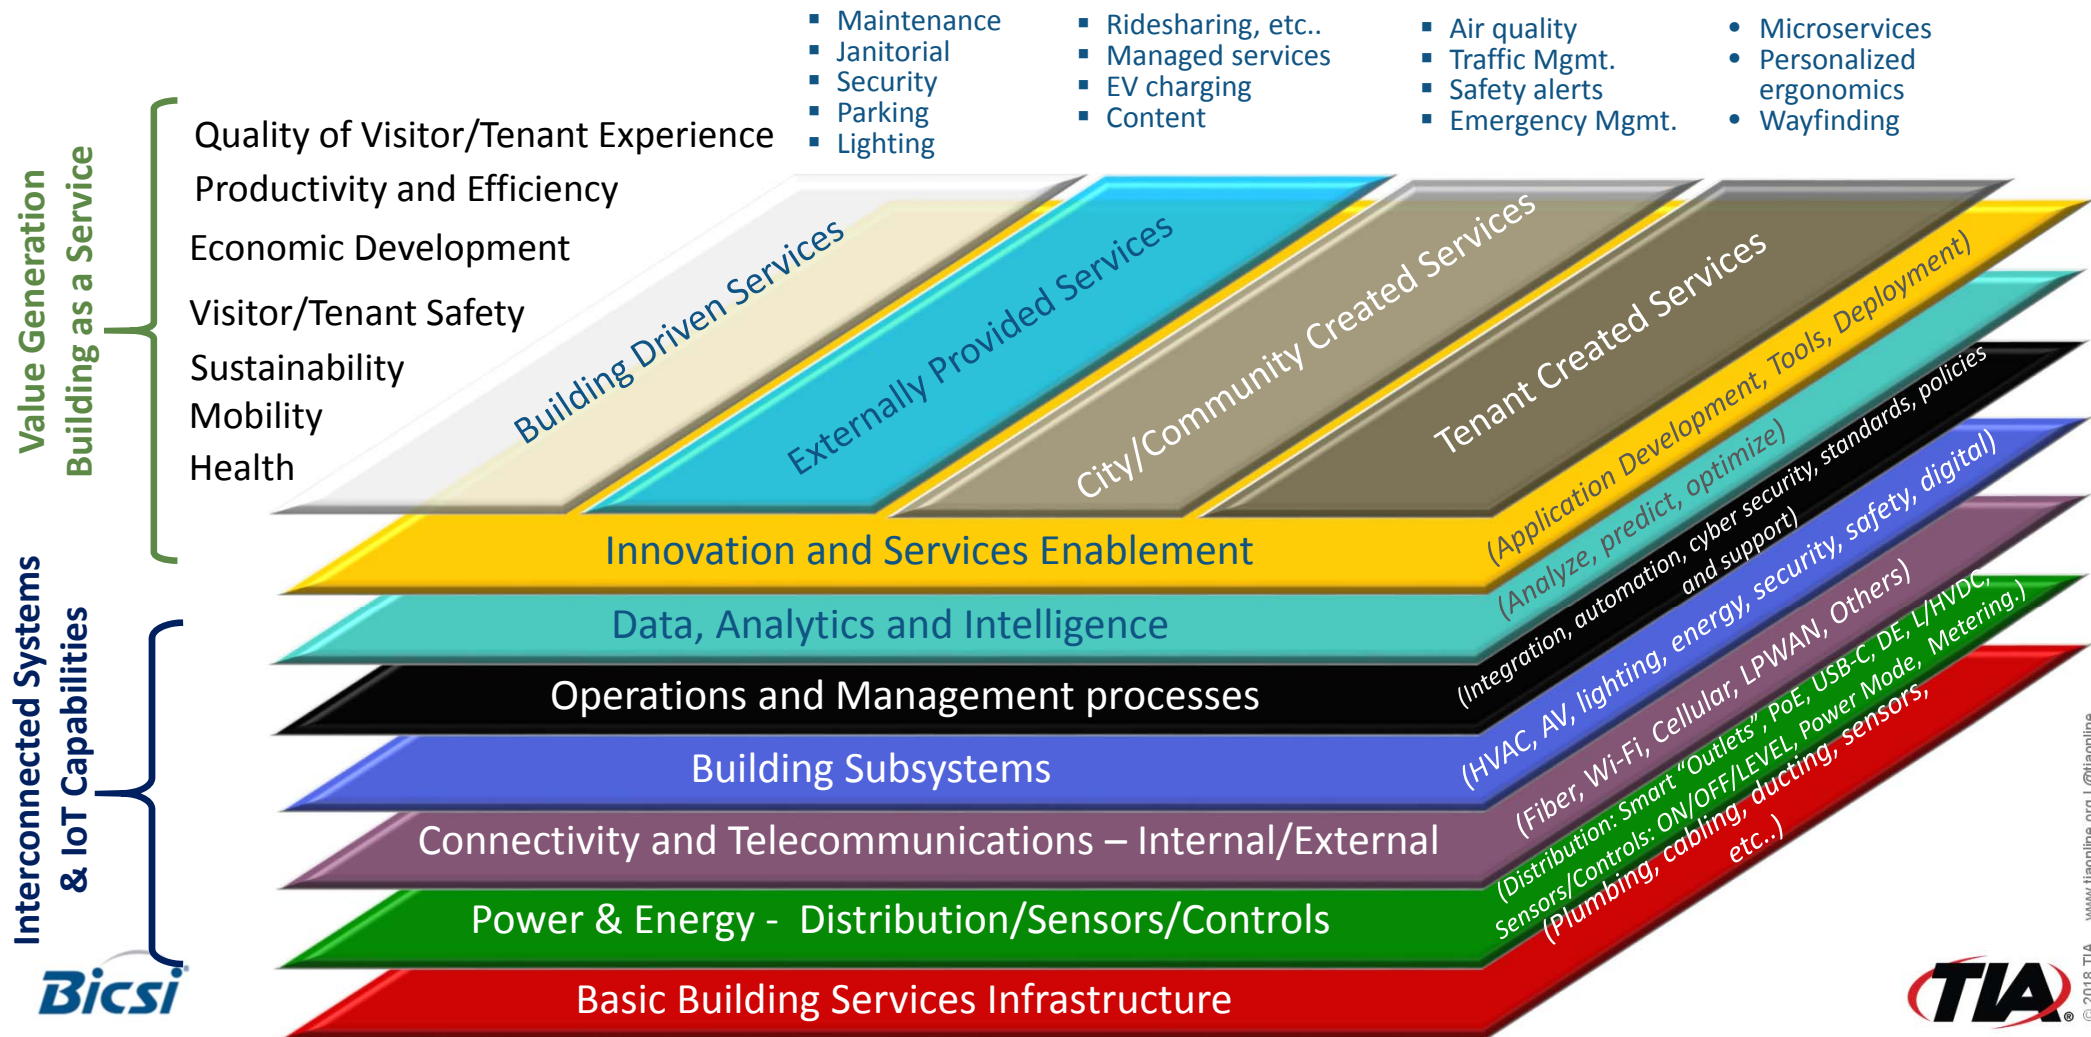 Maintenance
Janitorial
Security
Parking
Lighting
Ridesharing, etc..
Managed services
EV charging
Content
Air quality
Traffic Mgmt.
Safety alerts
Emergency Mgmt.
Microservices
Personalized
ergonomics
Wayfinding
Value Generation
Building as a Service
Quality of Visitor/Tenant Experience
Productivity and Efficiency
Economic Development
Visitor/Tenant Safety
Sustainability
Mobility
Health
Building Driven Services
Externally Provided Services
City/Community Created Services
Tenant Created Services
Innovation and Services Enablement
(Application Development, Tools, Deployment)
Data, Analytics and Intelligence
(Analyze, predict, optimize)
Operations and Management processes
(Integration, automation, cyber security, standards, policies
and support)
Building Subsystems
(HVAC, AV, lighting, energy, security, safety, digital)
Connectivity and Telecommunications – Internal/External
(Fiber, Wi-Fi, Cellular, LPWAN, Others)
Power & Energy - Distribution/Sensors/Controls
(Distribution: Smart “Outlets”, PoE, USB-C, DE, L/HVDC,
Sensors/Controls: ON/OFF/LEVEL, Power Mode, Metering.)
Basic Building Services Infrastructure
(Plumbing, cabling, ducting, sensors,
etc..)
Interconnected Systems
& IoT Capabilities
Bicsi
TIA®
© 2018 TIA www.tiaonline.org | @tiaonline